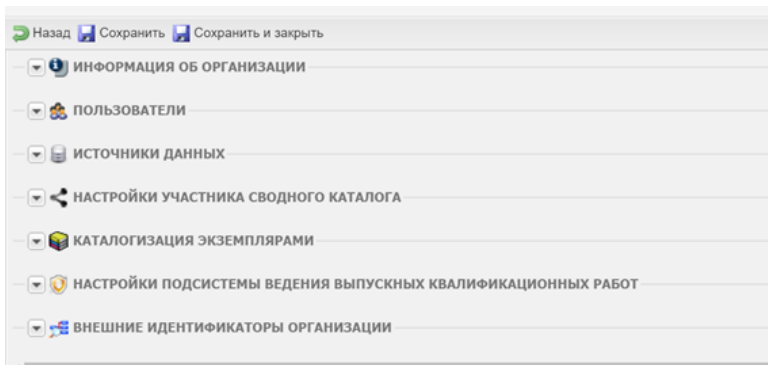 Назад Сохранить Сохранить и закрыть
ИНФОРМАЦИЯ ОБ ОРГАНИЗАЦИИ
ПОЛЬЗОВАТЕЛИ
ИСТОЧНИКИ ДАННЫХ
НАСТРОЙКИ УЧАСТНИКА СВОДНОГО КАТАЛОГА
КАТАЛОГИЗАЦИЯ ЭКЗЕМПЛЯРАМИ
НАСТРОЙКИ ПОДСИСТЕМЫ ВЕДЕНИЯ ВЫПУСКНЫХ КВАЛИФИКАЦИОННЫХ РАБОТ
ВНЕШНИЕ ИДЕНТИФИКАТОРЫ ОРГАНИЗАЦИИ